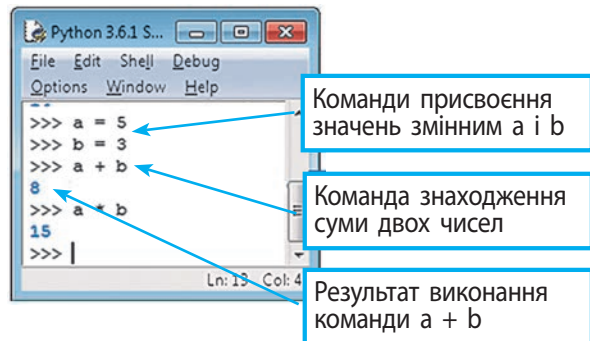 Python 3.6.1 S...
File Edit Shell Debug
Options Window Help
>>> a = 5
>>> b = 3
>>> a + b
8
>>> a * b
15
>>>
Ln: 13 Col: 4
Команди присвоєння
значень змінним a і b
Команда знаходження
суми двох чисел
Результат виконання
команди a + b